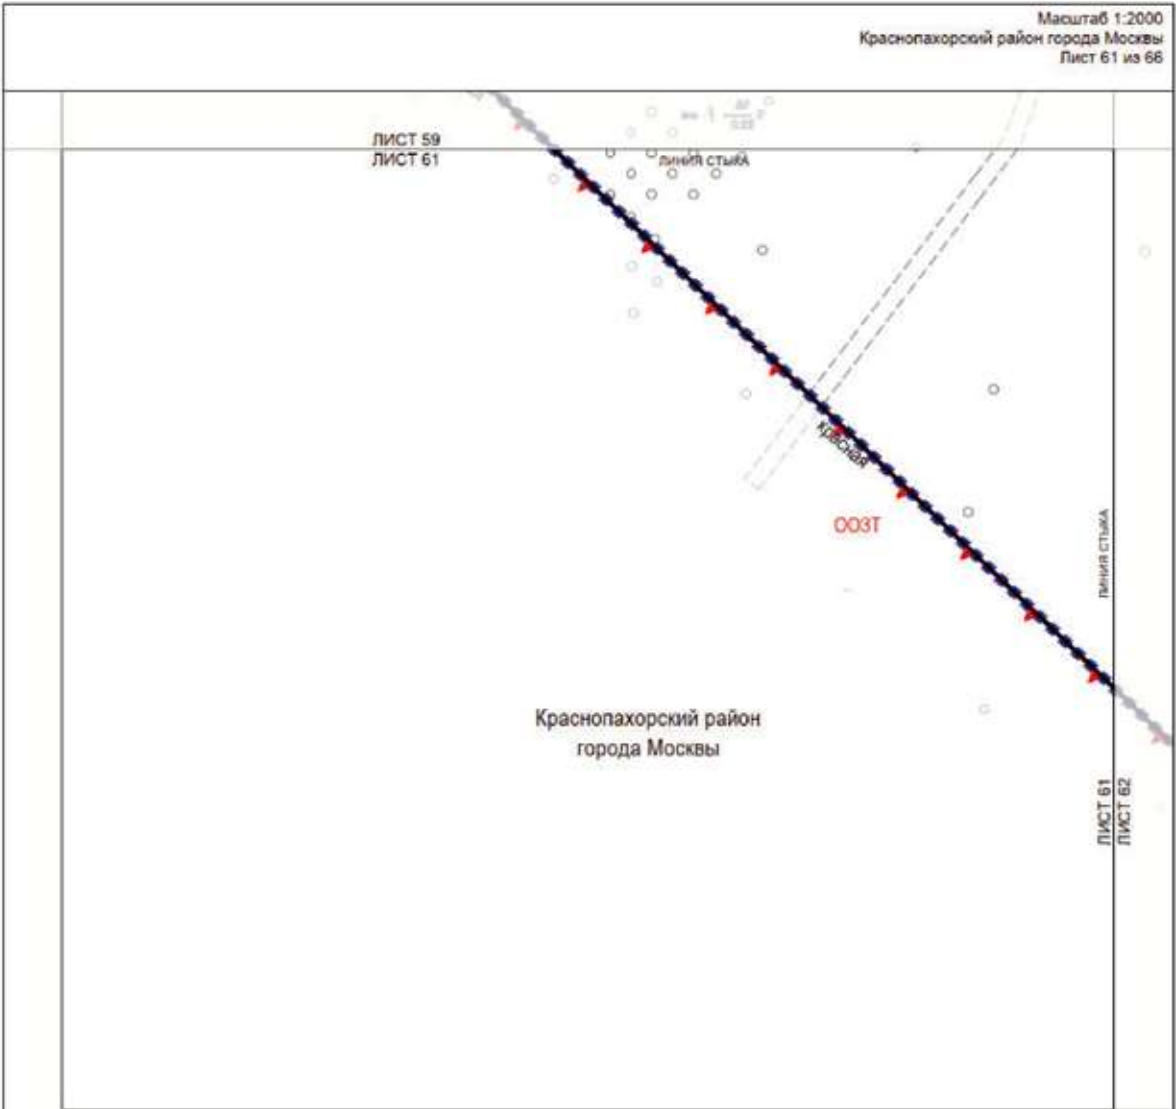 Масштаб 1:2000
Краснопахорский район города Москвы
Лист 61 из 66
ЛИСТ 59
ЛИСТ 61
ЛИНИЯ СТЫКА
красная
ООЗТ
ЛИНИЯ СТЫКА
Краснопахорский район
города Москвы
ЛИСТ 61
ЛИСТ 62